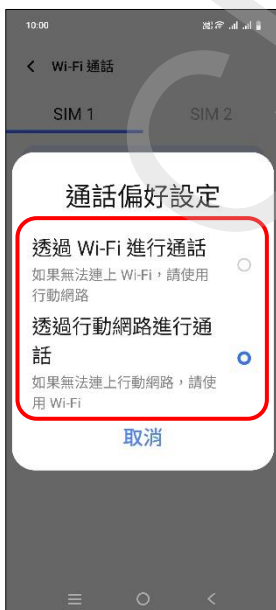 10:00
Wi-Fi 通話
SIM 1
SIM 2
通話偏好設定
透過 Wi-Fi 進行通話
如果無法連上 Wi-Fi，請使用
行動網路
透過行動網路進行通
話
如果無法連上行動網路，請使
用 Wi-Fi
取消